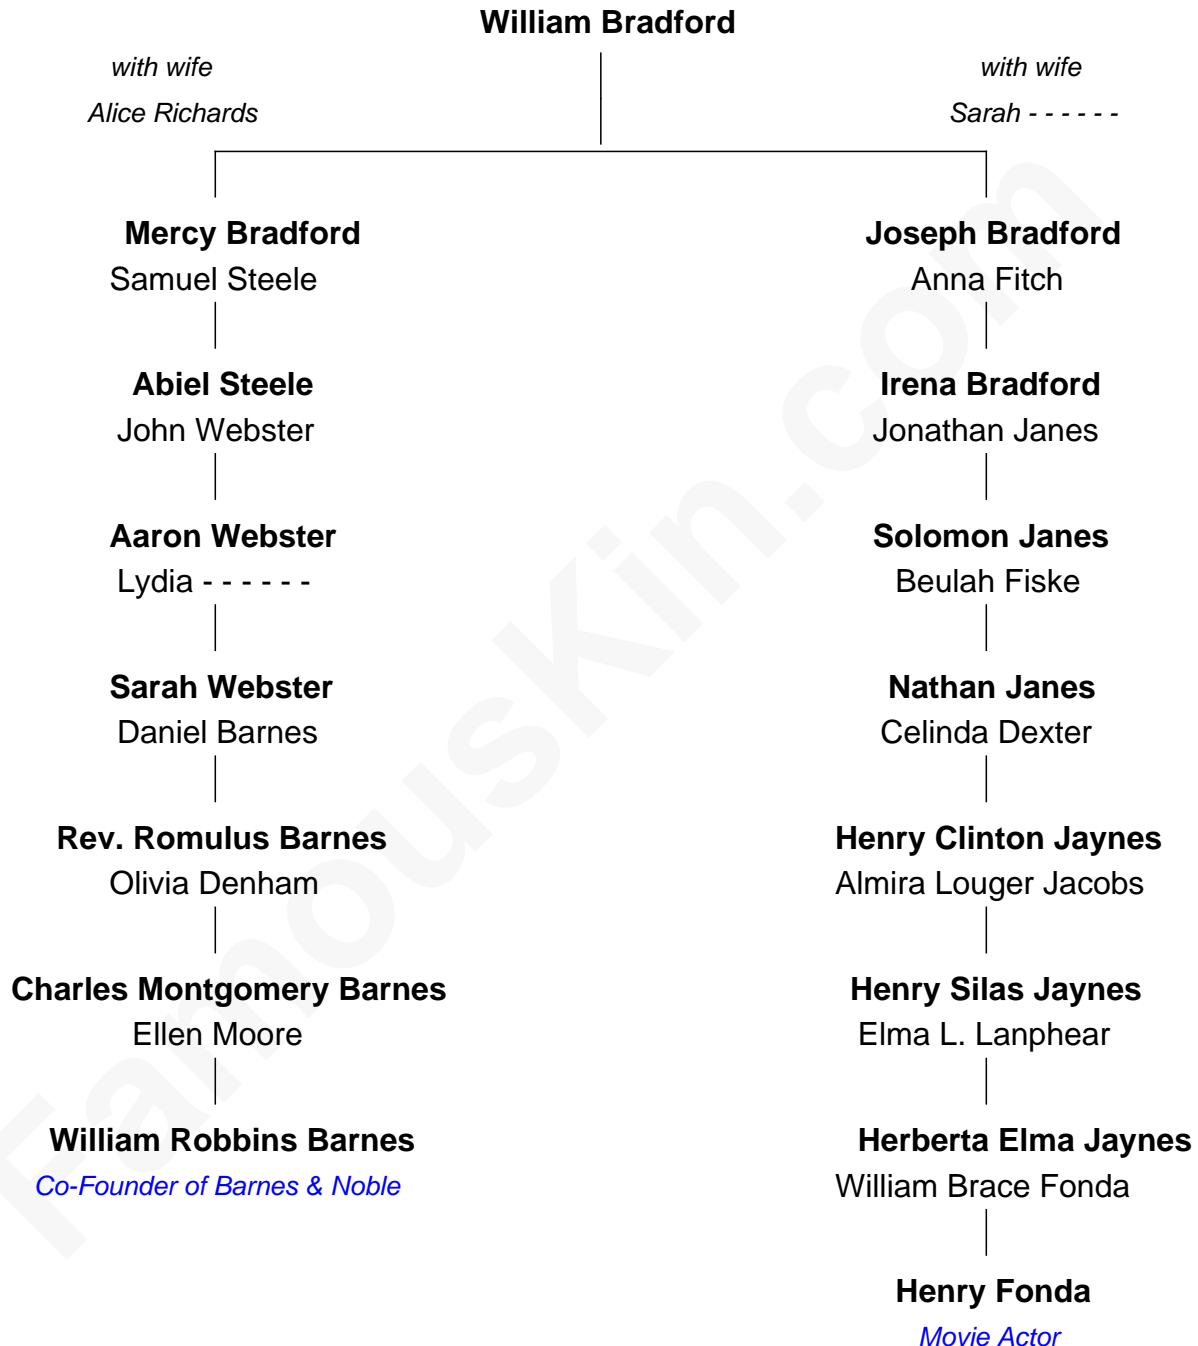 William Bradford
with wife
Alice Richards
with wife
Sarah - - - - - -
Mercy Bradford
Samuel Steele
Joseph Bradford
Anna Fitch
Abiel Steele
John Webster
Irena Bradford
Jonathan Janes
Aaron Webster
Lydia - - - - - -
Solomon Janes
Beulah Fiske
Sarah Webster
Daniel Barnes
Nathan Janes
Celinda Dexter
Rev. Romulus Barnes
Olivia Denham
Henry Clinton Jaynes
Almira Louger Jacobs
Charles Montgomery Barnes
Ellen Moore
Henry Silas Jaynes
Elma L. Lanphear
William Robbins Barnes
Co-Founder of Barnes & Noble
Herberta Elma Jaynes
William Brace Fonda
Henry Fonda
Movie Actor
FamousKin.com